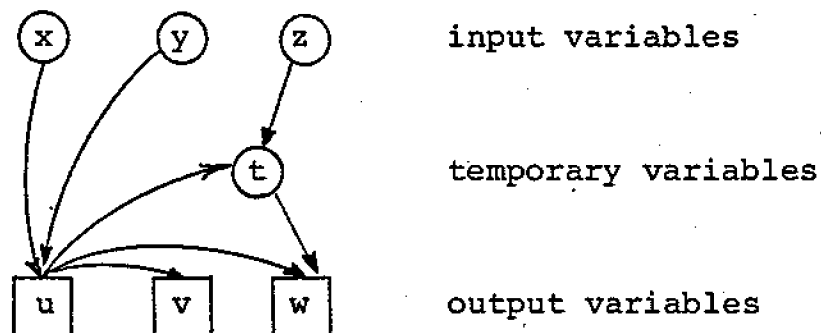 x y z input variables
t temporary variables
u v w output variables